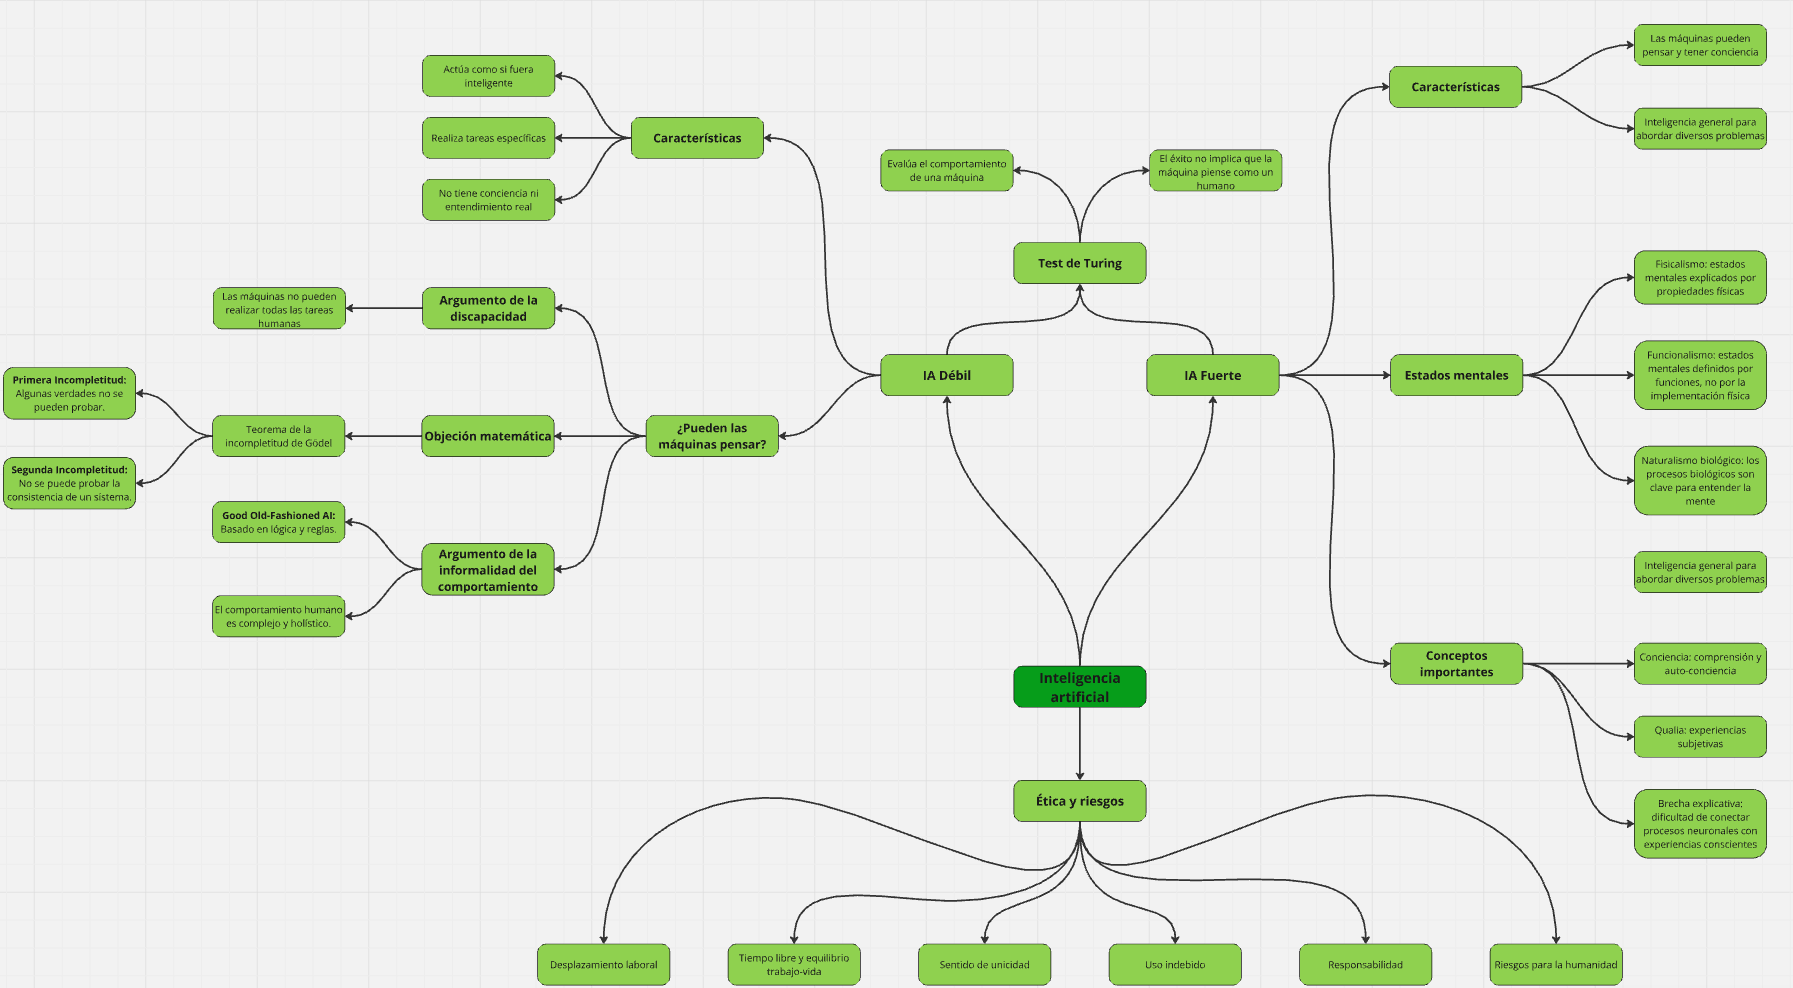 Las máquinas pueden
pensar y tener conciencia
Características
Inteligencia general para
abordar diversos problemas
Actúa como si fuera
inteligente
Realiza tareas específicas
No tiene conciencia ni
entendimiento real
Características
Evalúa el comportamiento
de una máquina
El éxito no implica que la
máquina piense como un
humano
Test de Turing
IA Débil
IA Fuerte
Estados mentales
Fisicalismo: estados
mentales explicados por
propiedades físicas
Funcionalismo: estados
mentales definidos por
funciones, no por la
implementación física
Naturalismo biológico: los
procesos biológicos son
clave para entender la
mente
Inteligencia general para
abordar diversos problemas
Las máquinas no pueden
realizar todas las tareas
humanas
Argumento de la
discapacidad
Primera Incompletitud:
Algunas verdades no se
pueden probar.
Segunda Incompletitud:
No se puede probar la
consistencia de un sistema.
Teorema de la
incompletitud de Gödel
Objeción matemática
¿Pueden las
máquinas pensar?
Good Old-Fashioned AI:
Basado en lógica y reglas.
El comportamiento humano
es complejo y holístico.
Argumento de la
informalidad del
comportamiento
Conceptos
importantes
Conciencia: comprensión y
auto-conciencia
Qualia: experiencias
subjetivas
Brecha explicativa:
dificultad de conectar
procesos neuronales con
experiencias conscientes
Inteligencia
artificial
Ética y riesgos
Desplazamiento laboral
Tiempo libre y equilibrio
trabajo-vida
Sentido de unicidad
Uso indebido
Responsabilidad
Riesgos para la humanidad